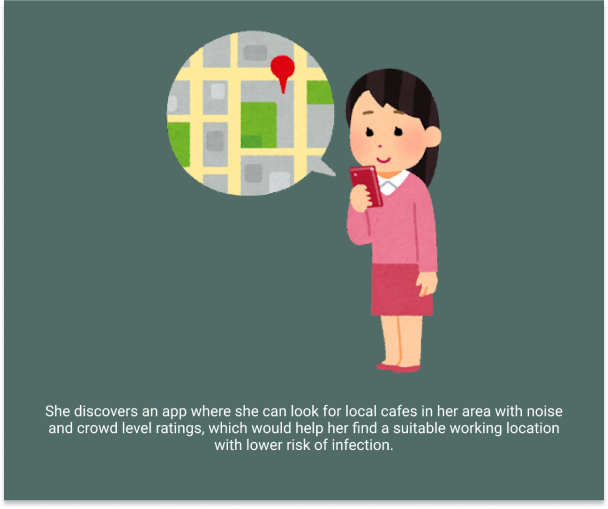 She discovers an app where she can look for local cafes in her area with noise
and crowd level ratings, which would help her find a suitable working location
with lower risk of infection.